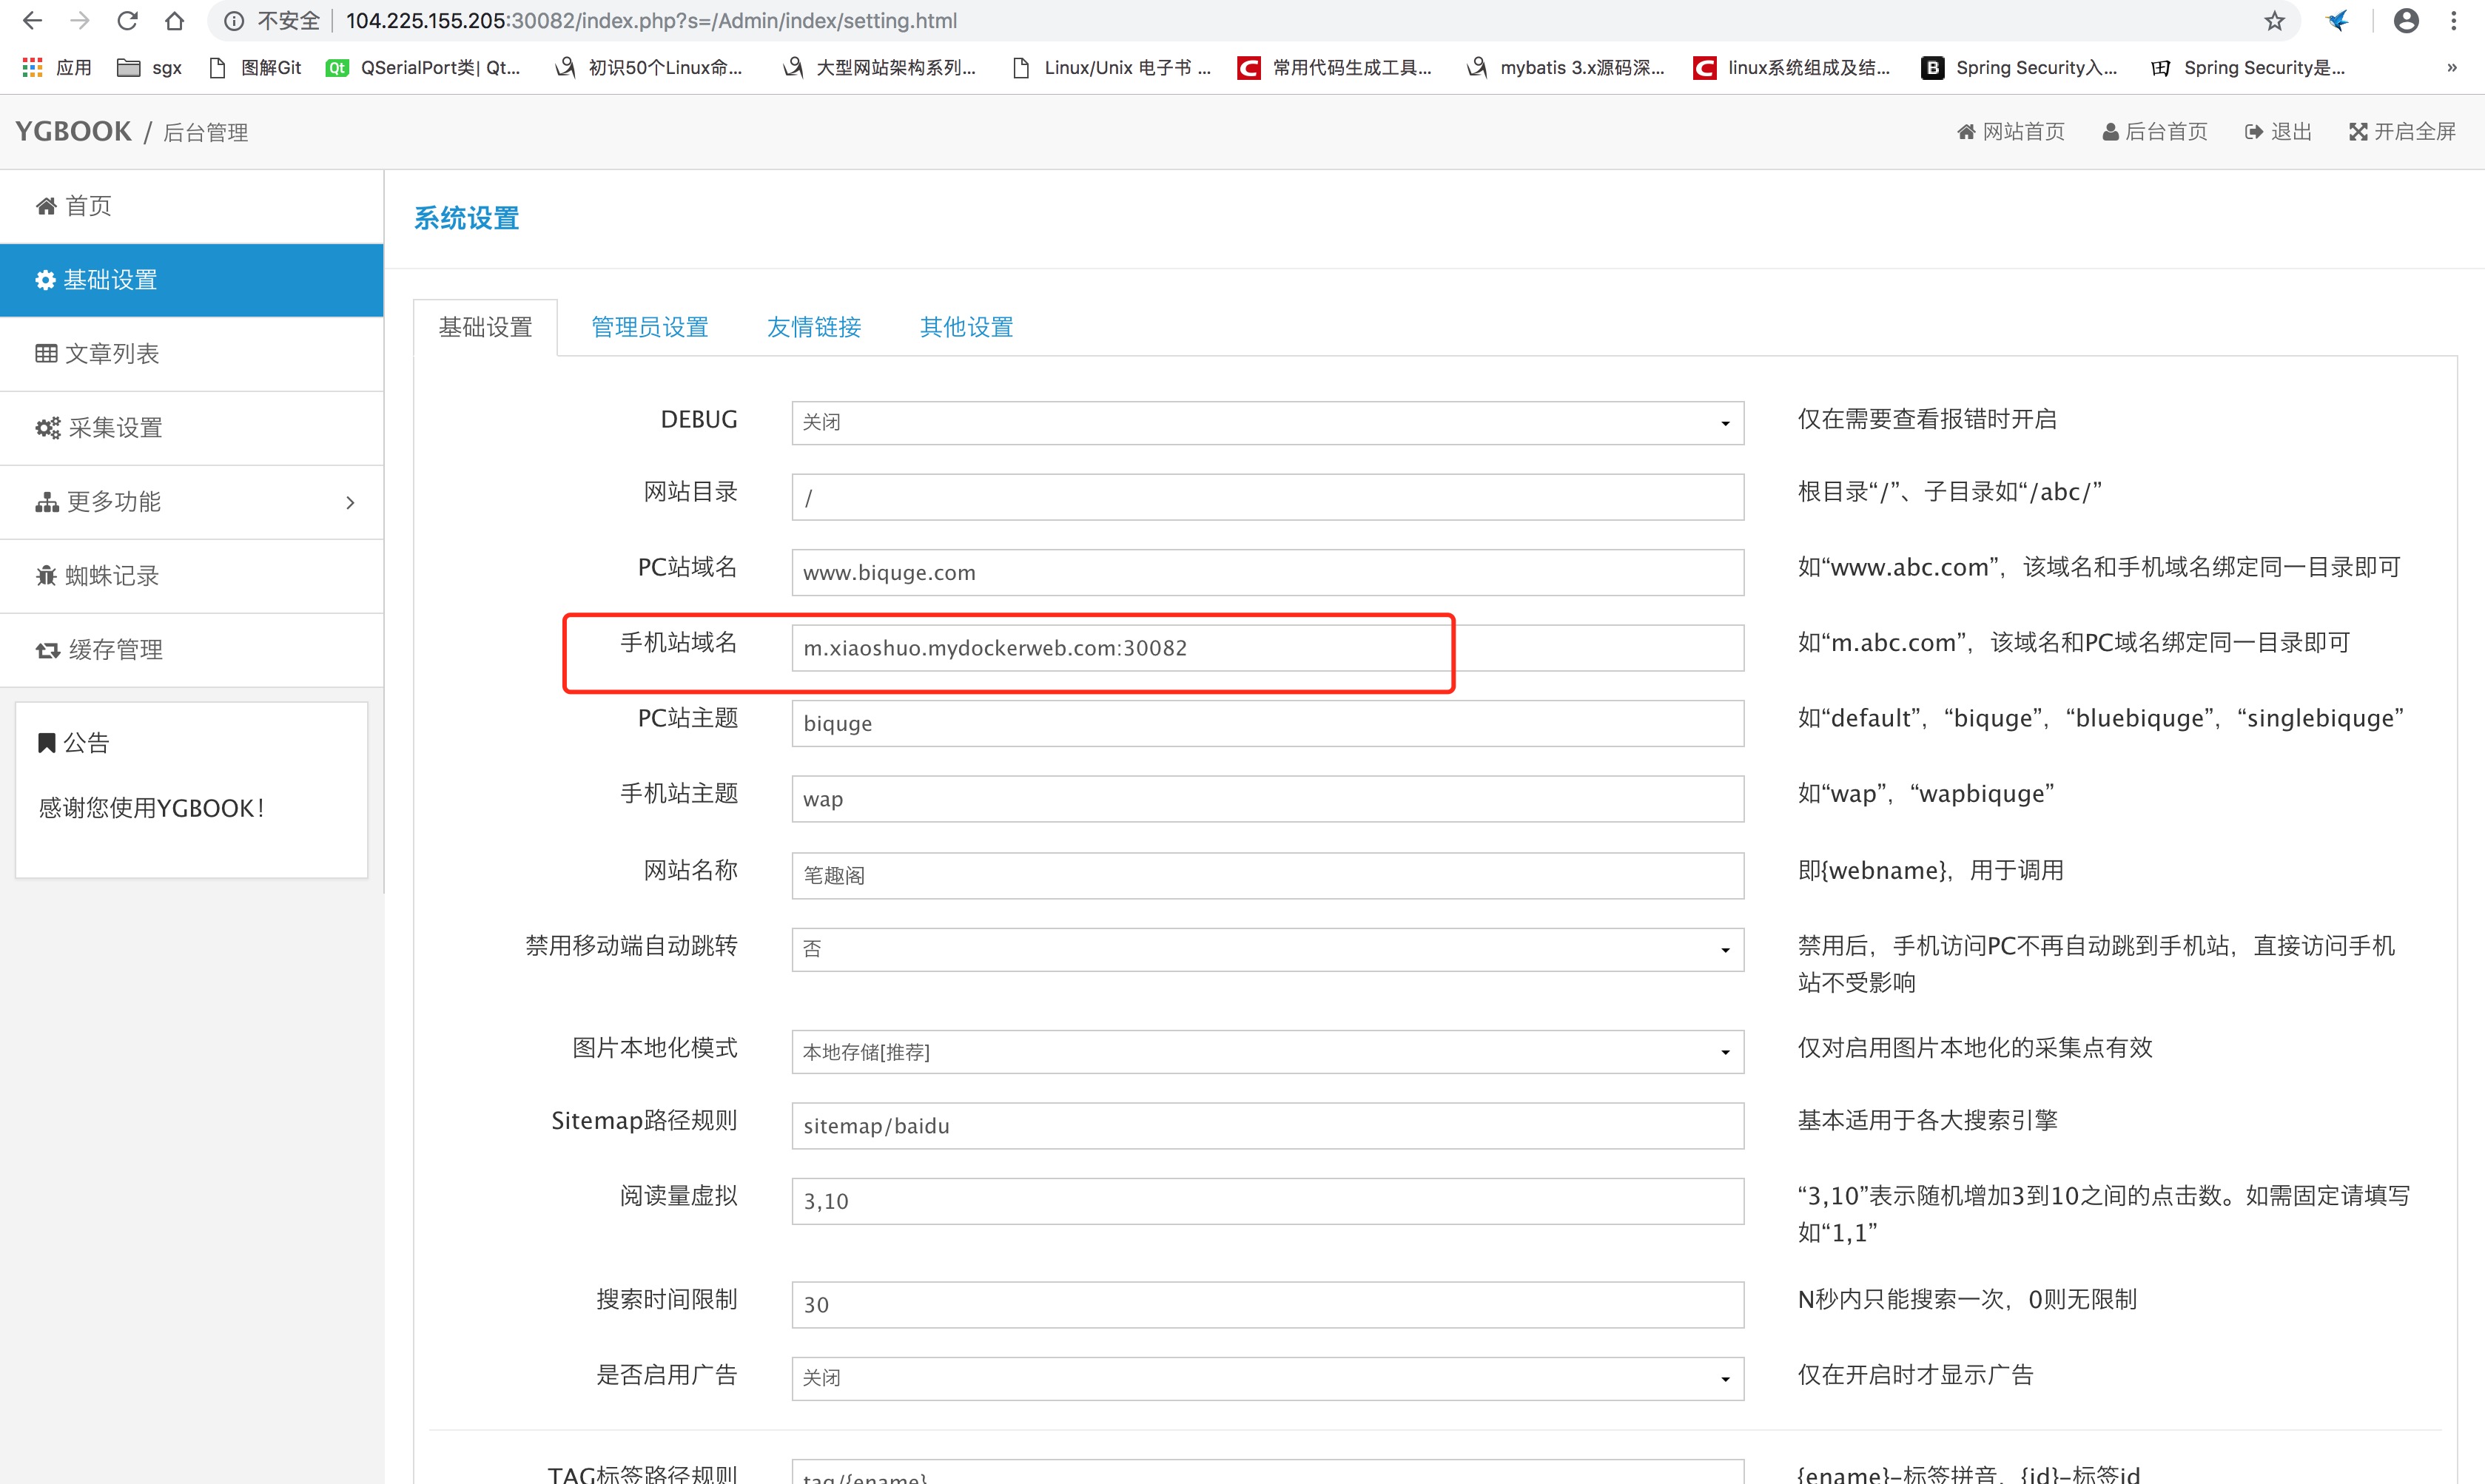 不安全 104.225.155.205:30082/index.php?s=/Admin/index/setting.html
应用 sgx 图解Git QSerialPort类| Qt... 初识50个Linux命... 大型网站架构系列... Linux/Unix 电子书 ... 常用代码生成工具... mybatis 3.x源码深... linux系统组成及结... Spring Security入... Spring Security是... »
YGBOOK / 后台管理 网站首页 后台首页 退出 开启全屏
首页
基础设置
文章列表
采集设置
更多功能
蜘蛛记录
缓存管理
公告
感谢您使用YGBOOK！
系统设置
基础设置 管理员设置 友情链接 其他设置
DEBUG 关闭 仅在需要查看报错时开启
网站目录 / 根目录“/”、子目录如“/abc/”
PC站域名 www.biquge.com 如“www.abc.com”，该域名和手机域名绑定同一目录即可
手机站域名 m.xiaoshuo.mydockerweb.com:30082 如“m.abc.com”，该域名和PC域名绑定同一目录即可
PC站主题 biquge 如“default”，“biquge”，“bluebiquge”，“singlebiquge”
手机站主题 wap 如“wap”，“wapbiquge”
网站名称 笔趣阁 即{webname}，用于调用
禁用移动端自动跳转 否 禁用后，手机访问PC不再自动跳到手机站，直接访问手机
站不受影响
图片本地化模式 本地存储[推荐] 仅对启用图片本地化的采集点有效
Sitemap路径规则 sitemap/baidu 基本适用于各大搜索引擎
阅读量虚拟 3,10 “3,10”表示随机增加3到10之间的点击数。如需固定请填写
如“1,1”
搜索时间限制 30 N秒内只能搜索一次，0则无限制
是否启用广告 关闭 仅在开启时才显示广告
TAG标签路径规则 tag/{ename} {ename}-标签拼音，{id}-标签id